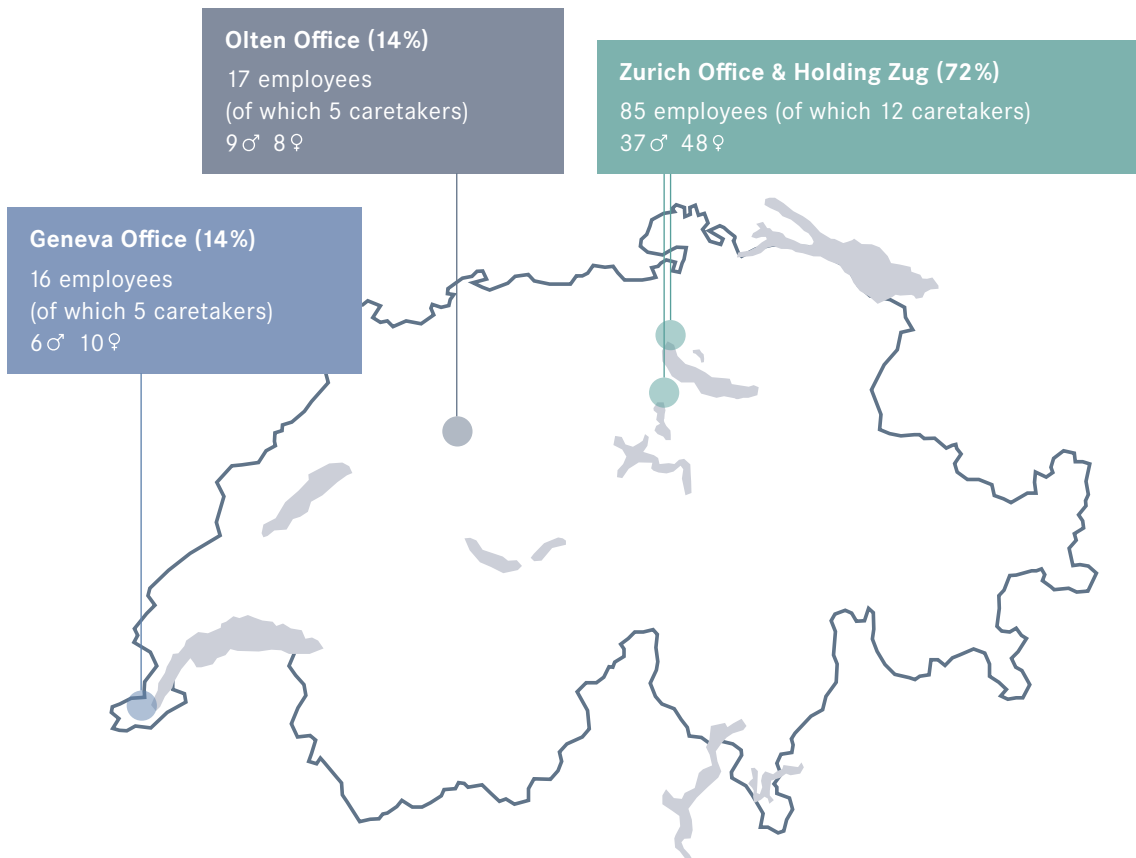 Olten Office (14%)
17 employees
(of which 5 caretakers)
9♂ 8♀
Zurich Office & Holding Zug (72%)
85 employees (of which 12 caretakers)
37♂ 48♀
Geneva Office (14%)
16 employees
(of which 5 caretakers)
6♂ 10♀